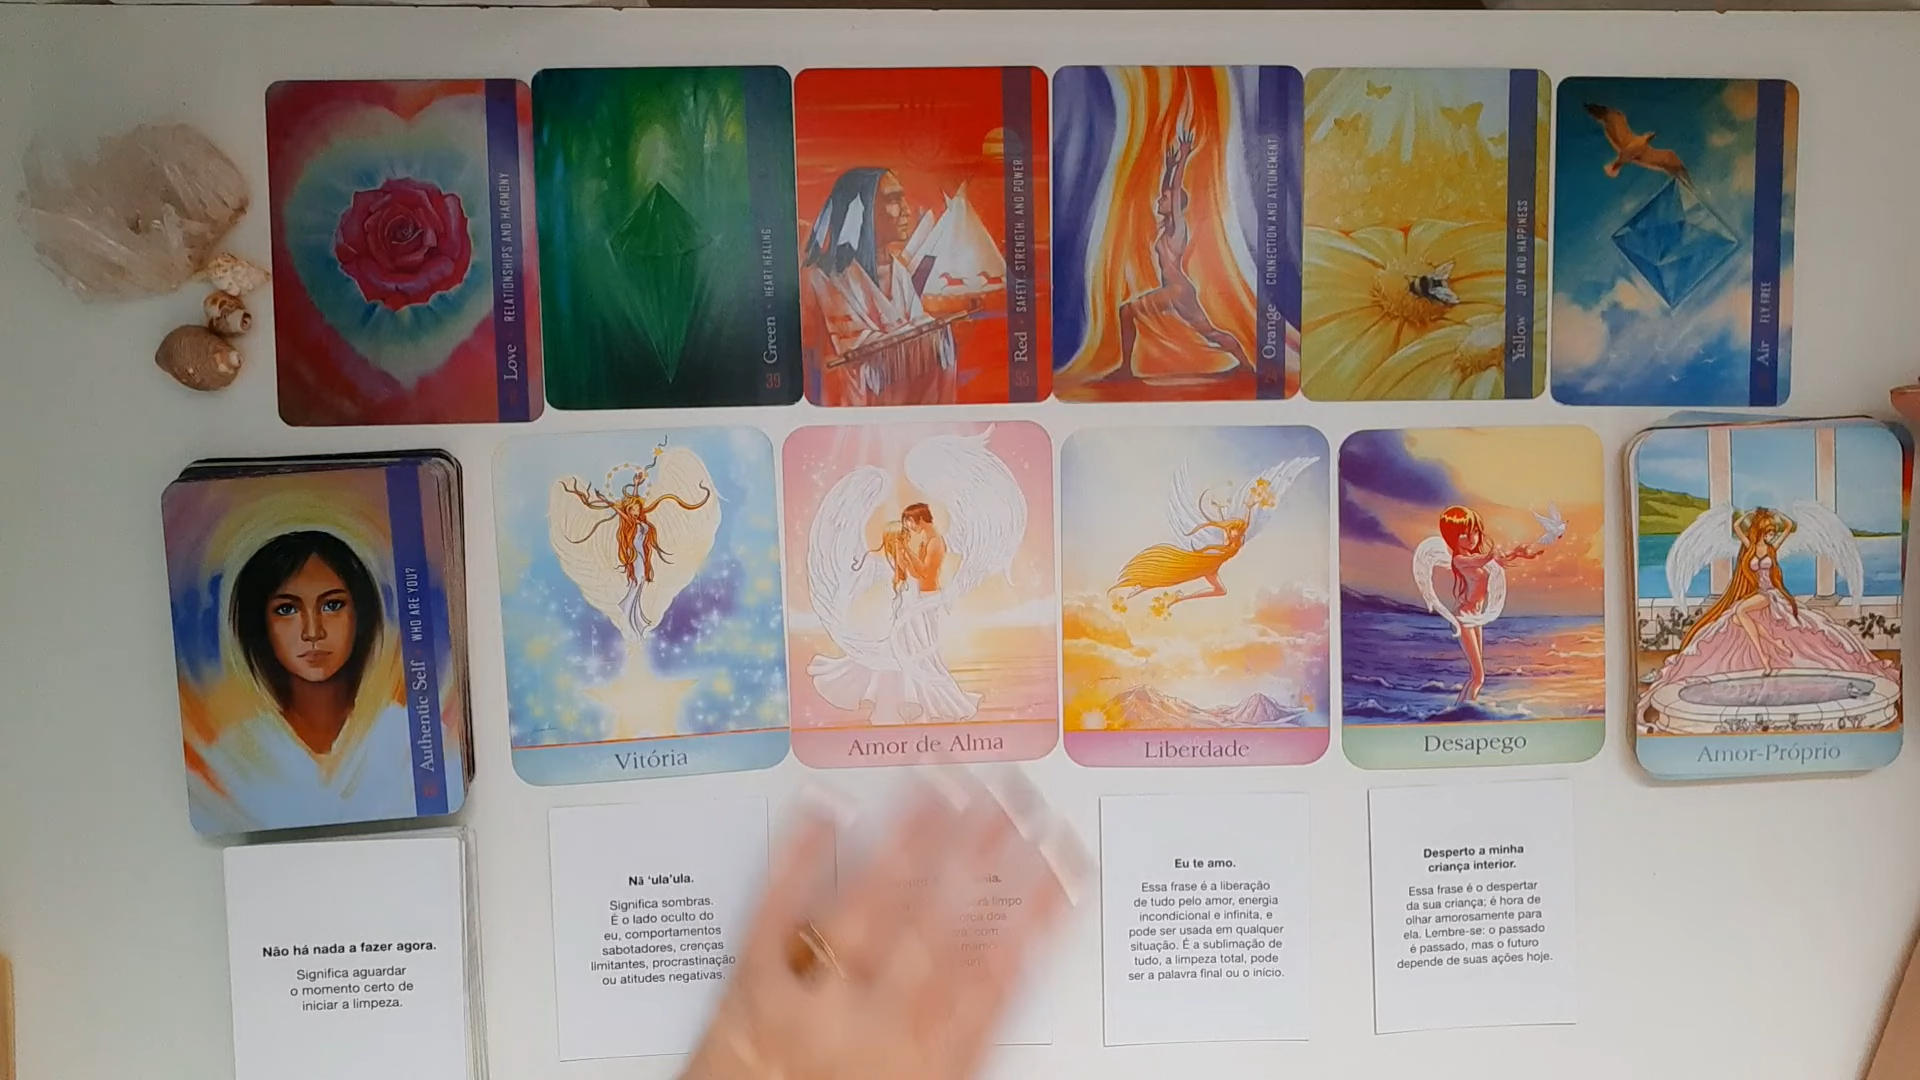 Love RELATIONSHIPS AND HARMONY
39 Green • HEART HEALING
55 Red • SAFETY, STRENGTH, AND POWER
Orange • CONNECTION AND ATTUNEMENT
Yellow JOY AND HAPPINESS
Air FLY FREE
Authentic Self • WHO ARE YOU?
Vitória
Amor de Alma
Liberdade
Desapego
Amor-Próprio
Não há nada a fazer agora.
Significa aguardar
o momento certo de
iniciar a limpeza.
Nā 'ula'ula.
Significa sombras.
É o lado oculto do
eu, comportamentos
sabotadores, crenças
limitantes, procrastinação
ou atitudes negativas.
limpo
dos
com
Eu te amo.
Essa frase é a liberação
de tudo pelo amor, energia
incondicional e infinita, e
pode ser usada em qualquer
situação. É a sublimação de
tudo, a limpeza total, pode
ser a palavra final ou o início.
Desperto a minha
criança interior.
Essa frase é o despertar
da sua criança; é hora de
olhar amorosamente para
ela. Lembre-se: o passado
é passado, mas o futuro
depende de suas ações hoje.